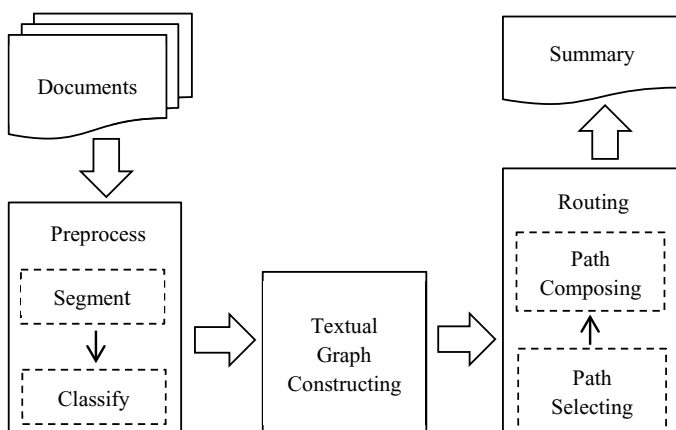 Documents
Preprocess
Segment
Classify
Textual
Graph
Constructing
Summary
Routing
Path
Composing
Path
Selecting